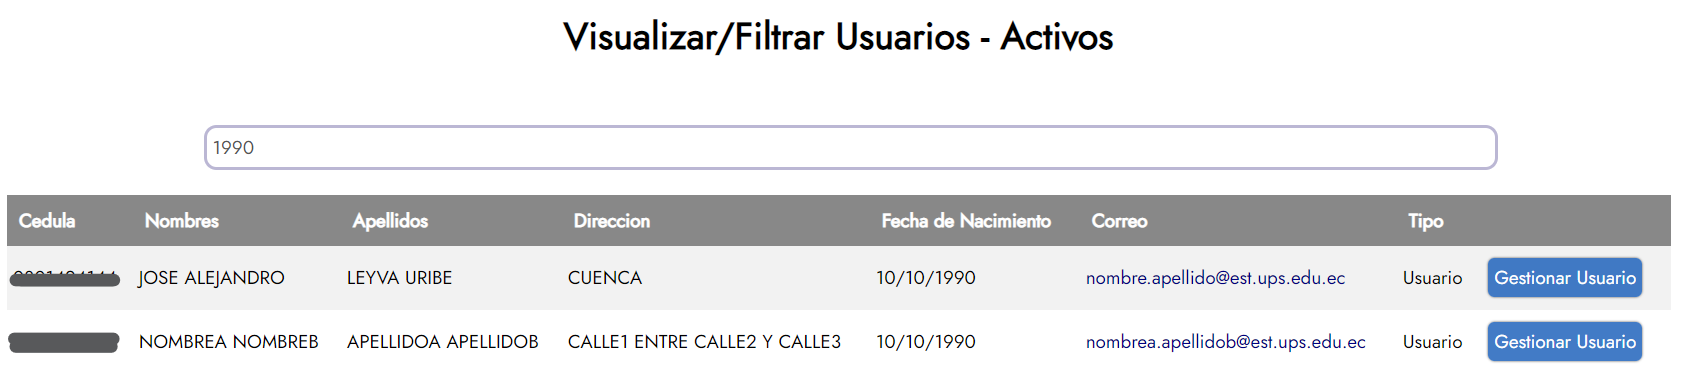 Visualizar/Filtrar Usuarios - Activos
1990
Cedula Nombres Apellidos Direccion Fecha de Nacimiento Correo Tipo
JOSE ALEJANDRO LEYVA URIBE CUENCA 10/10/1990 nombre.apellido@est.ups.edu.ec Usuario Gestionar Usuario
NOMBREA NOMBREB APELLIDOA APELLIDOB CALLE1 ENTRE CALLE2 Y CALLE3 10/10/1990 nombrea.apellidob@est.ups.edu.ec Usuario Gestionar Usuario